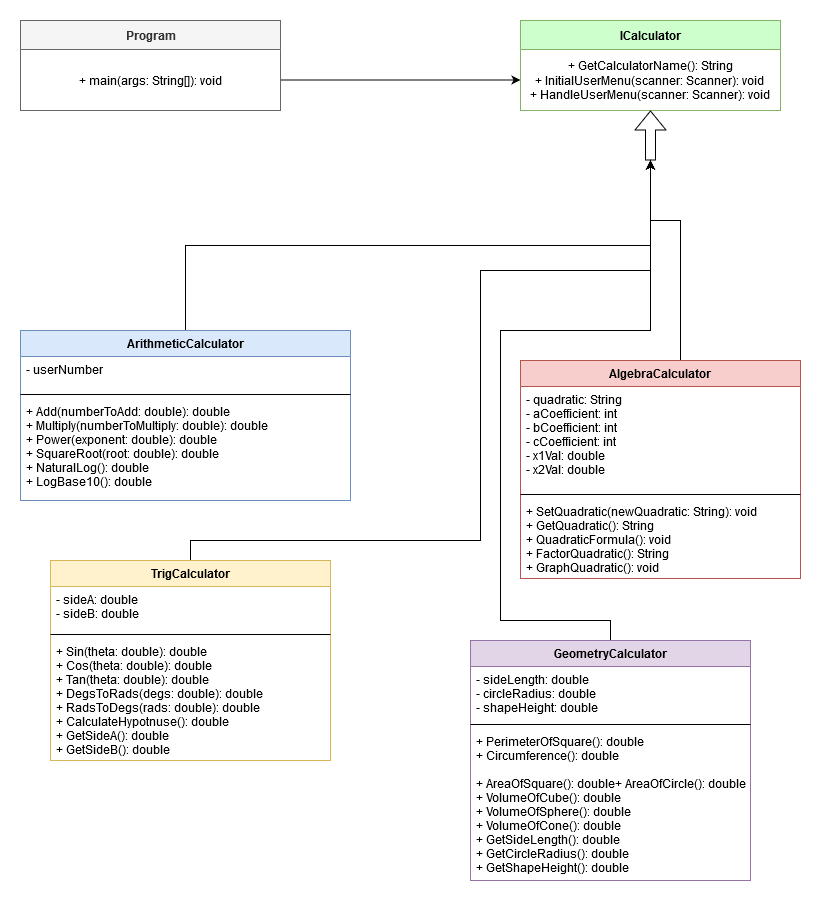 Program
+ main(args: String[]): void
ICalculator
+ GetCalculatorName(): String
+ InitialUserMenu(scanner: Scanner): void
+ HandleUserMenu(scanner: Scanner): void
ArithmeticCalculator
- userNumber
+ Add(numberToAdd: double): double
+ Multiply(numberToMultiply: double): double
+ Power(exponent: double): double
+ SquareRoot(root: double): double
+ NaturalLog(): double
+ LogBase10(): double
AlgebraCalculator
- quadratic: String
- aCoefficient: int
- bCoefficient: int
- cCoefficient: int
- x1Val: double
- x2Val: double
+ SetQuadratic(newQuadratic: String): void
+ GetQuadratic(): String
+ QuadraticFormula(): void
+ FactorQuadratic(): String
+ GraphQuadratic(): void
TrigCalculator
- sideA: double
- sideB: double
+ Sin(theta: double): double
+ Cos(theta: double): double
+ Tan(theta: double): double
+ DegsToRads(degs: double): double
+ RadsToDegs(rads: double): double
+ CalculateHypotnuse(): double
+ GetSideA(): double
+ GetSideB(): double
GeometryCalculator
- sideLength: double
- circleRadius: double
- shapeHeight: double
+ PerimeterOfSquare(): double
+ Circumference(): double
+ AreaOfSquare(): double+ AreaOfCircle(): double
+ VolumeOfCube(): double
+ VolumeOfSphere(): double
+ VolumeOfCone(): double
+ GetSideLength(): double
+ GetCircleRadius(): double
+ GetShapeHeight(): double